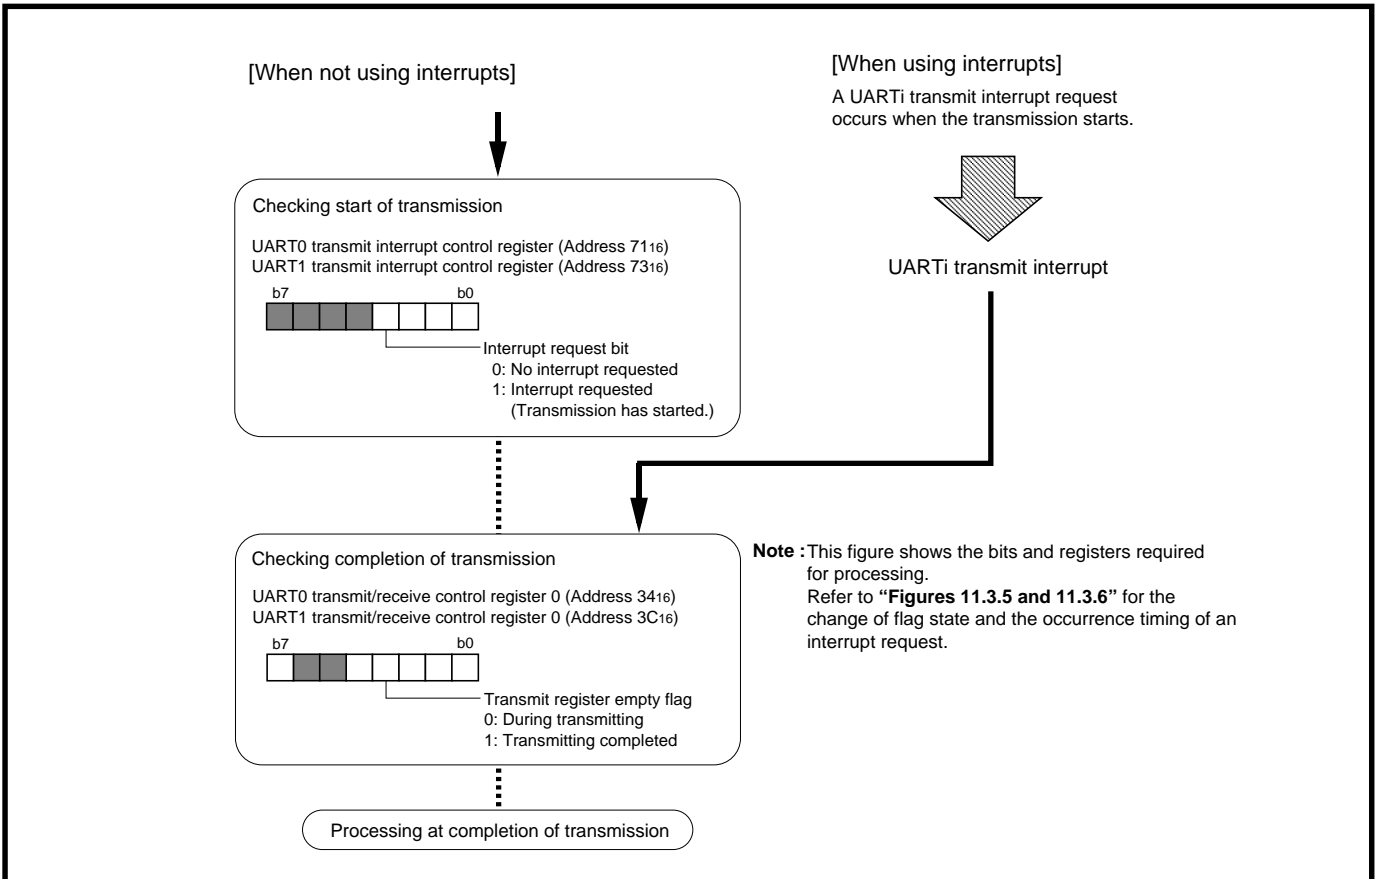 [When not using interrupts]
[When using interrupts]
A UARTi transmit interrupt request
occurs when the transmission starts.
UARTi transmit interrupt
Checking start of transmission
UART0 transmit interrupt control register (Address 71₁₆)
UART1 transmit interrupt control register (Address 73₁₆)
b7 b0
Interrupt request bit
0: No interrupt requested
1: Interrupt requested
(Transmission has started.)
Checking completion of transmission
UART0 transmit/receive control register 0 (Address 34₁₆)
UART1 transmit/receive control register 0 (Address 3C₁₆)
b7 b0
Transmit register empty flag
0: During transmitting
1: Transmitting completed
Note : This figure shows the bits and registers required
for processing.
Refer to “Figures 11.3.5 and 11.3.6” for the
change of flag state and the occurrence timing of an
interrupt request.
Processing at completion of transmission